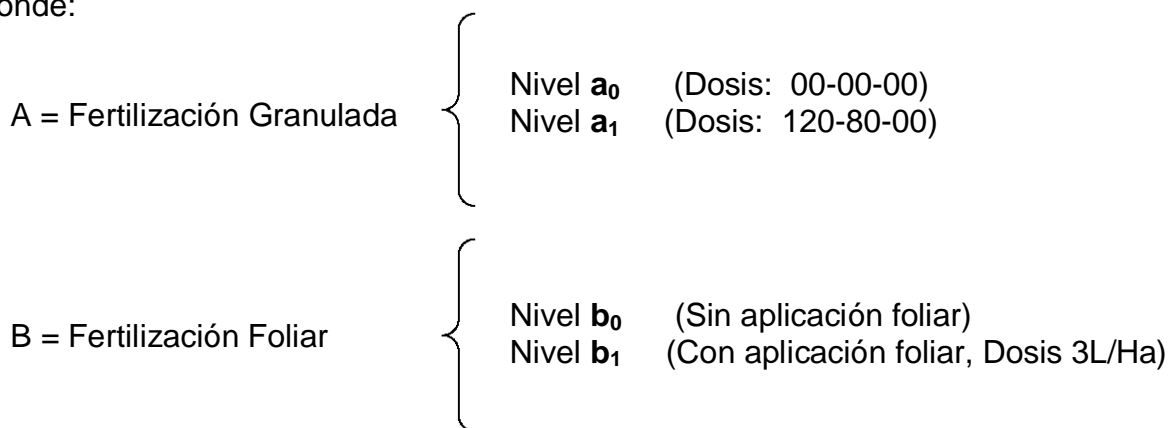 onde:
Nivel a₀ (Dosis: 00-00-00)
A = Fertilización Granulada
Nivel a₁ (Dosis: 120-80-00)
Nivel b₀ (Sin aplicación foliar)
B = Fertilización Foliar
Nivel b₁ (Con aplicación foliar, Dosis 3L/Ha)